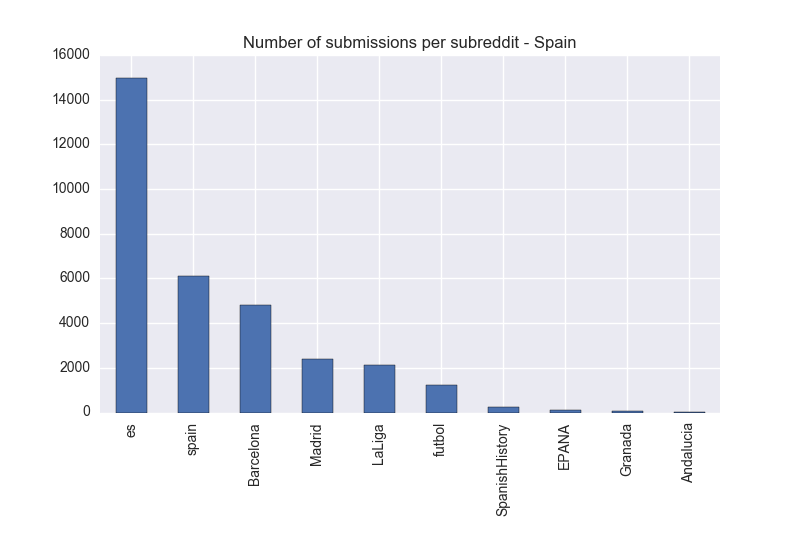 Number of submissions per subreddit - Spain
16000
14000
12000
10000
8000
6000
4000
2000
0
es
spain
Barcelona
Madrid
LaLiga
futbol
SpanishHistory
EPANA
Granada
Andalucia